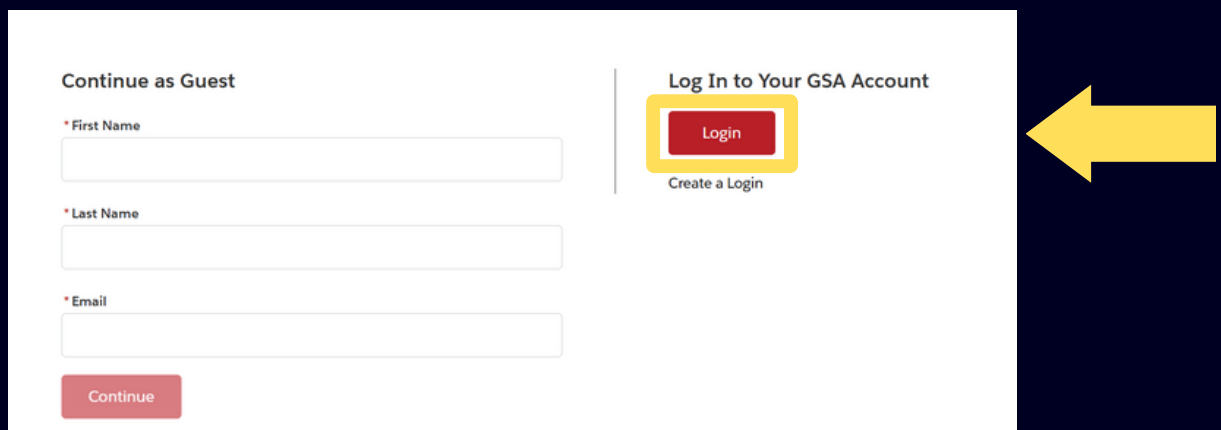 Continue as Guest
* First Name
* Last Name
* Email
Continue
Log In to Your GSA Account
Login
Create a Login